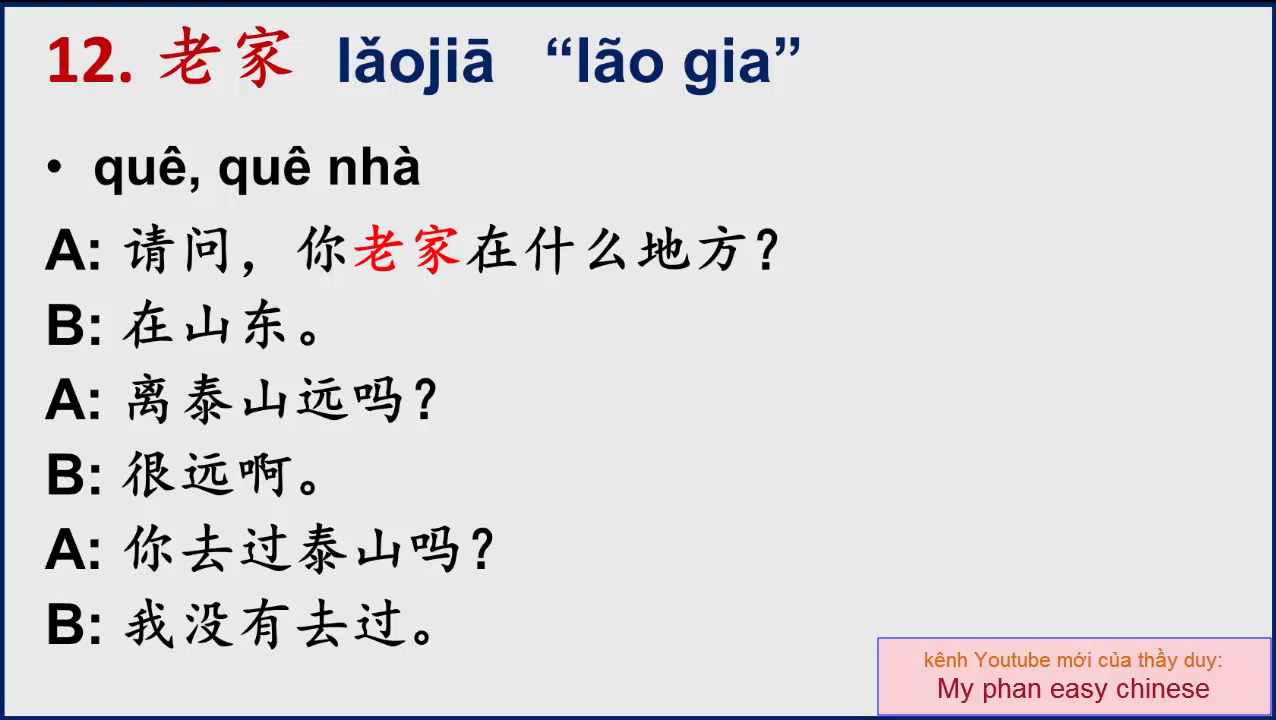 12. 老家 lǎojiā “lão gia”
• quê, quê nhà
A: 请问，你老家在什么地方？
B: 在山东。
A: 离泰山远吗？
B: 很远啊。
A: 你去过泰山吗？
B: 我没有去过。
kênh Youtube mới của thầy duy:
My phan easy chinese